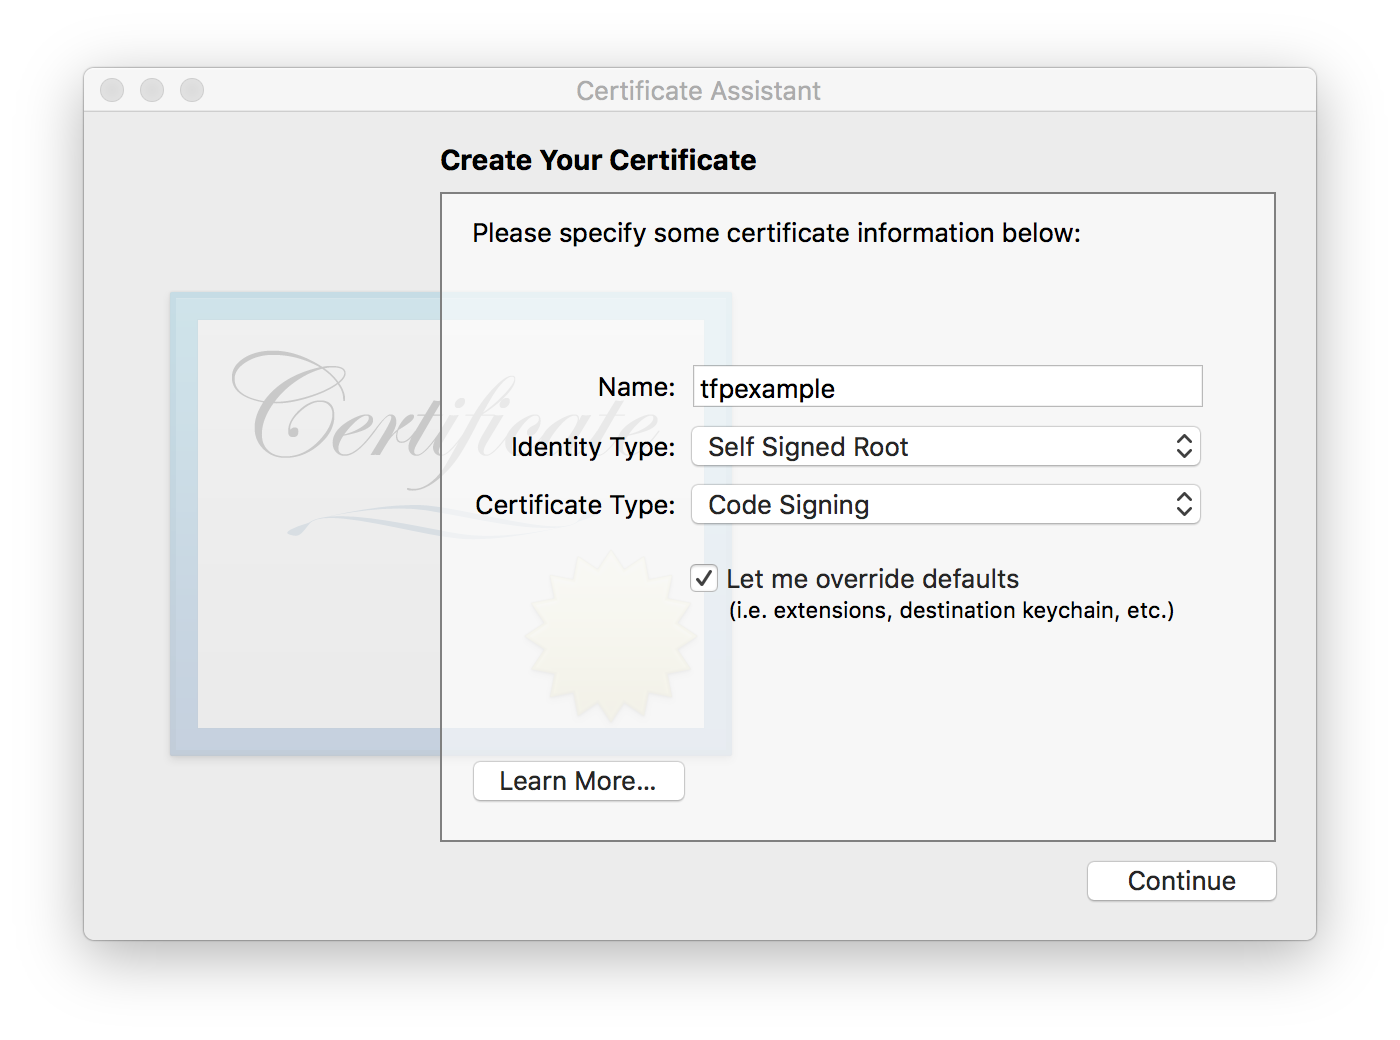 Certificate Assistant
Create Your Certificate
Please specify some certificate information below:
Certificate
Name: tfpexample
Identity Type: Self Signed Root
Certificate Type: Code Signing
Let me override defaults
(i.e. extensions, destination keychain, etc.)
Learn More...
Continue